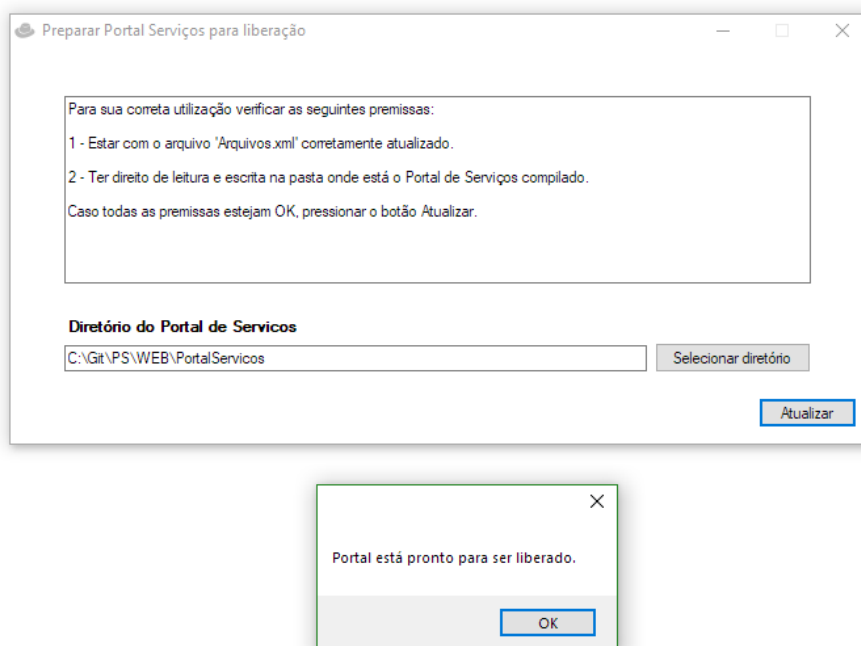 Preparar Portal Serviços para liberação
Para sua correta utilização verificar as seguintes premissas:
1 - Estar com o arquivo 'Arquivos.xml' corretamente atualizado.
2 - Ter direito de leitura e escrita na pasta onde está o Portal de Serviços compilado.
Caso todas as premissas estejam OK, pressionar o botão Atualizar.
Diretório do Portal de Servicos
C:\Git\PS\WEB\PortalServicos
Selecionar diretório
Atualizar
Portal está pronto para ser liberado.
OK